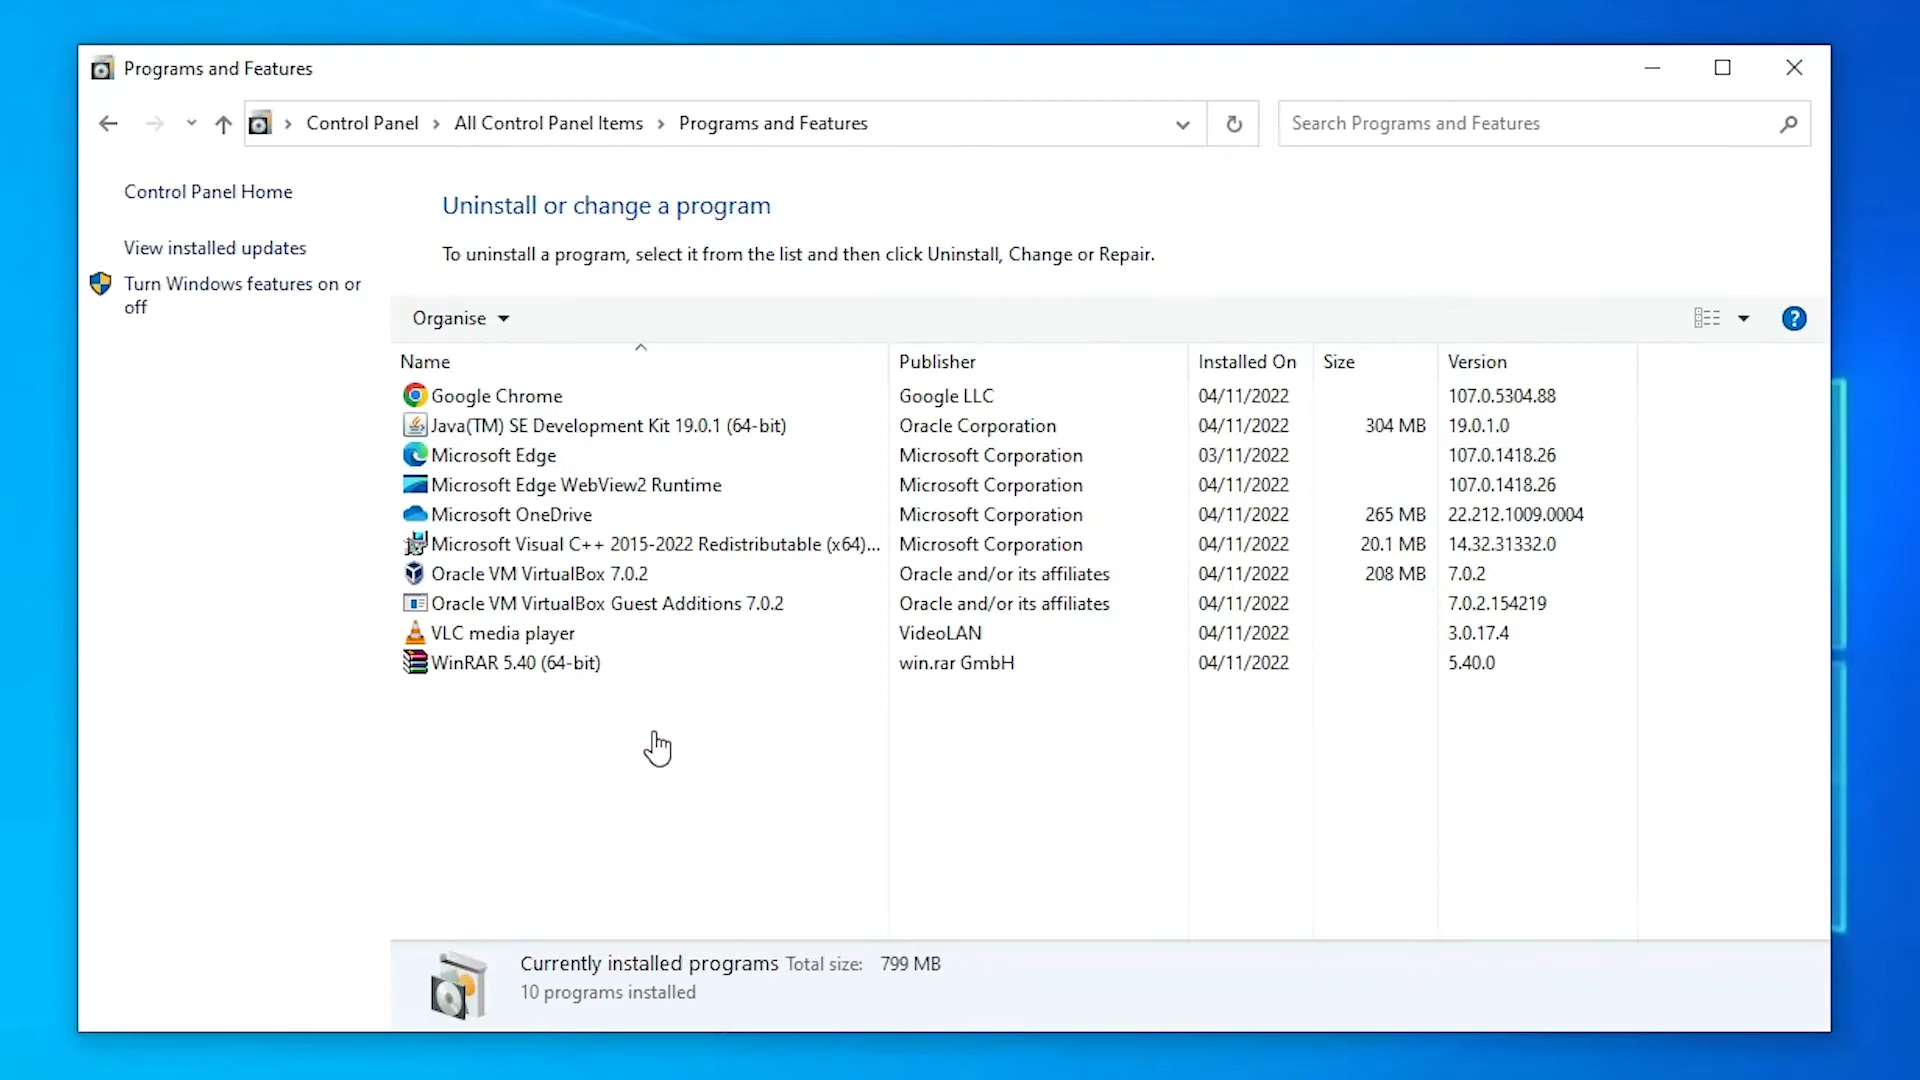 Programs and Features
Control Panel > All Control Panel Items > Programs and Features
Search Programs and Features
Control Panel Home
View installed updates
Turn Windows features on or
off
Uninstall or change a program
To uninstall a program, select it from the list and then click Uninstall, Change or Repair.
Organise
Name Publisher Installed On Size Version
Google Chrome Google LLC 04/11/2022 107.0.5304.88
Java(TM) SE Development Kit 19.0.1 (64-bit) Oracle Corporation 04/11/2022 304 MB 19.0.1.0
Microsoft Edge Microsoft Corporation 03/11/2022 107.0.1418.26
Microsoft Edge WebView2 Runtime Microsoft Corporation 04/11/2022 107.0.1418.26
Microsoft OneDrive Microsoft Corporation 04/11/2022 265 MB 22.212.1009.0004
Microsoft Visual C++ 2015-2022 Redistributable (x64)... Microsoft Corporation 04/11/2022 20.1 MB 14.32.31332.0
Oracle VM VirtualBox 7.0.2 Oracle and/or its affiliates 04/11/2022 208 MB 7.0.2
Oracle VM VirtualBox Guest Additions 7.0.2 Oracle and/or its affiliates 04/11/2022 7.0.2.154219
VLC media player VideoLAN 04/11/2022 3.0.17.4
WinRAR 5.40 (64-bit) win.rar GmbH 04/11/2022 5.40.0
Currently installed programs Total size: 799 MB
10 programs installed